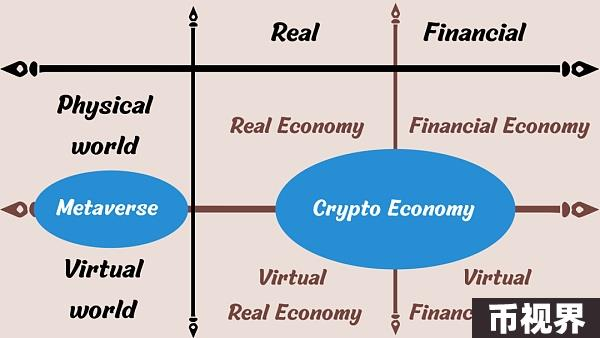 Real Financial
Physical
world
Real Economy Financial Economy
Metaverse Crypto Economy
Virtual
world
Virtual
Real Economy
Virtual
币视界